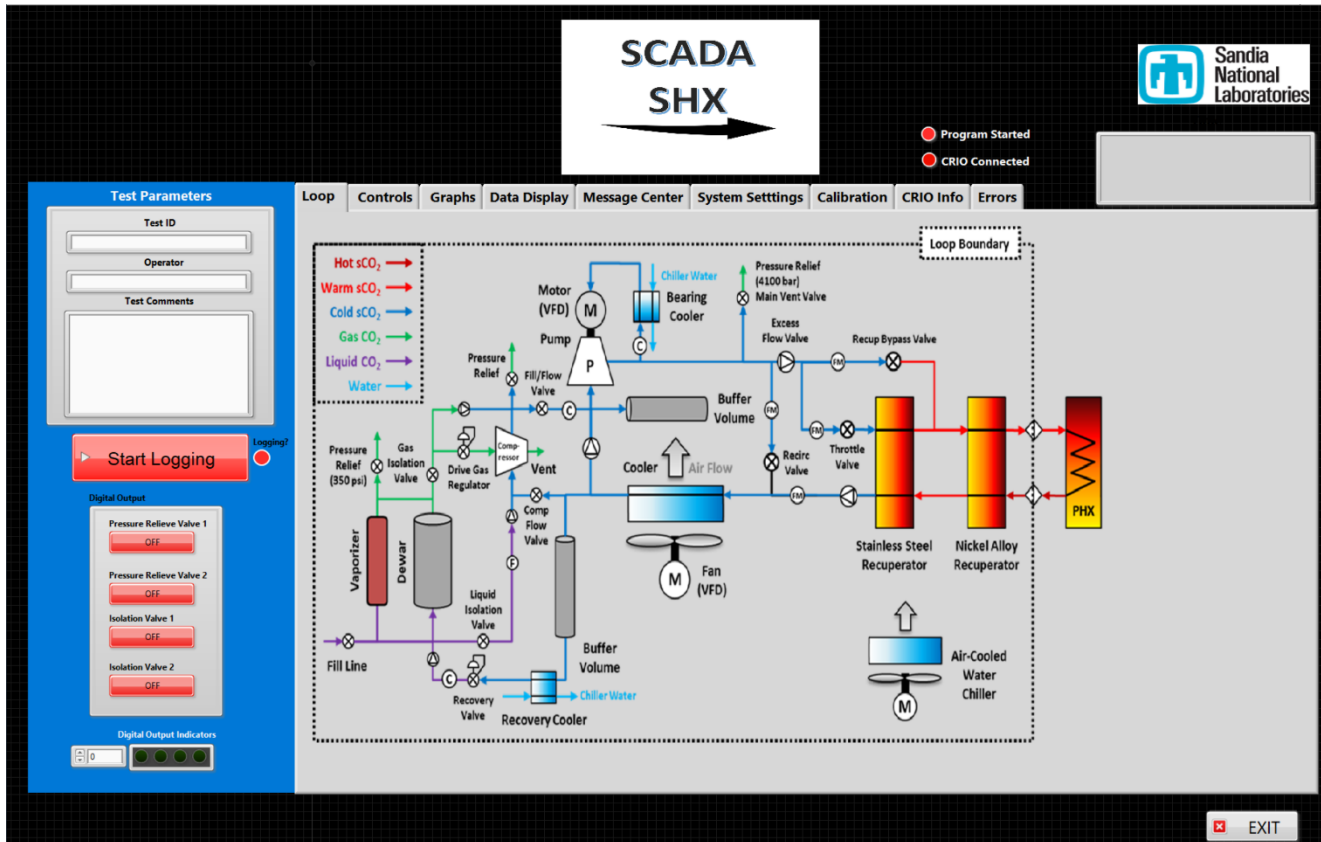 SCADA
SHX
Sandia
National
Laboratories
Program Started
CRIO Connected
Test Parameters
Test ID
Operator
Test Comments
Start Logging
Logging?
Digital Output
Pressure Relieve Valve 1
OFF
Pressure Relieve Valve 2
OFF
Isolation Valve 1
OFF
Isolation Valve 2
OFF
Digital Output Indicators
0
Loop
Controls
Graphs
Data Display
Message Center
System Setttings
Calibration
CRIO Info
Errors
Loop Boundary
Hot sCO₂
Warm sCO₂
Cold sCO₂
Gas CO₂
Liquid CO₂
Water
Motor
(VFD)
M
Pump
P
Chiller Water
Bearing
Cooler
C
Pressure Relief
(4100 bar)
Main Vent Valve
Excess
Flow Valve
Recup Bypass Valve
FM
Pressure
Relief
Fill/Flow
Valve
C
Buffer
Volume
FM
FM
Throttle
Valve
Pressure
Relief
(350 psi)
Gas
Isolation
Valve
Drive Gas
Regulator
Comp-
ressor
Vent
Cooler
Air Flow
Recirc
Valve
FM
1
1
PHX
Comp
Flow
Valve
Stainless Steel
Recuperator
Nickel Alloy
Recuperator
Vaporizer
Dewar
F
M
Fan
(VFD)
Liquid
Isolation
Valve
Fill Line
Buffer
Volume
C
Recovery
Valve
Chiller Water
Recovery Cooler
Air-Cooled
Water
Chiller
M
EXIT